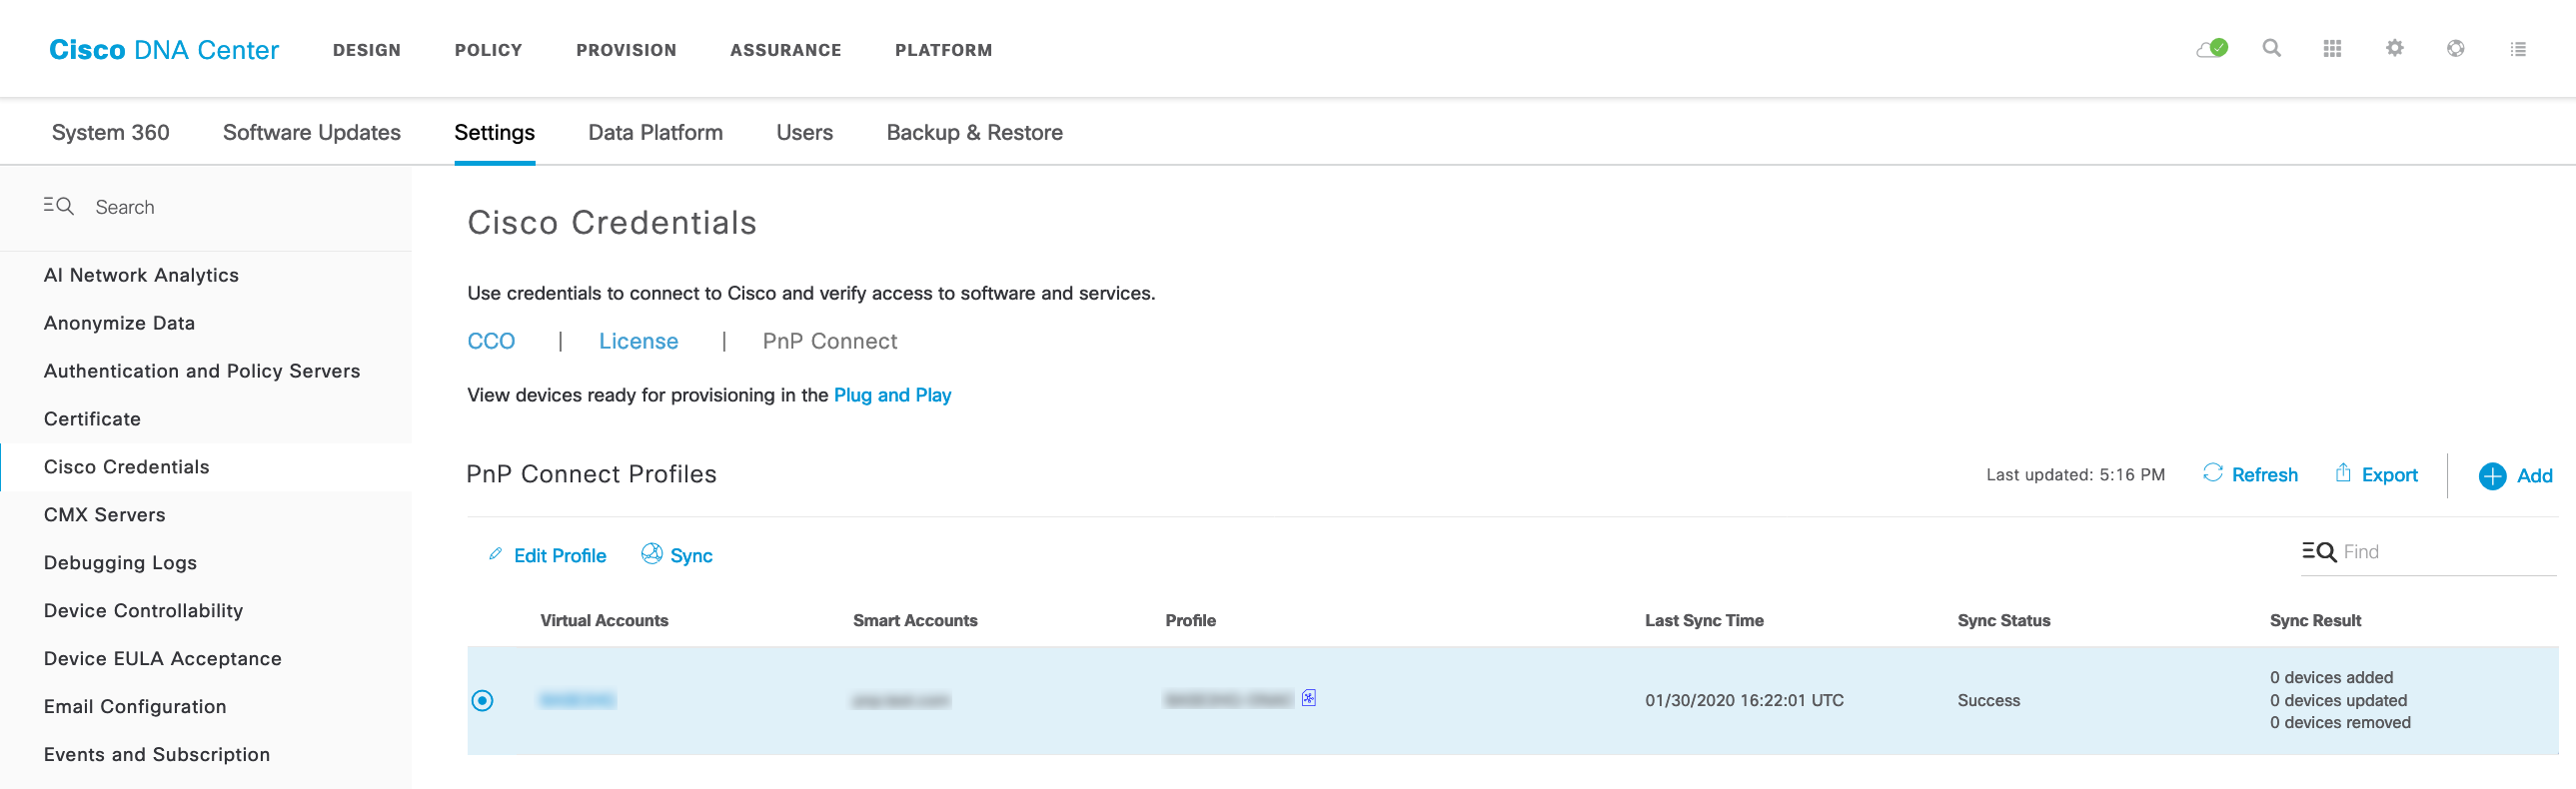 Cisco DNA Center DESIGN POLICY PROVISION ASSURANCE PLATFORM
System 360 Software Updates Settings Data Platform Users Backup & Restore
Search
AI Network Analytics
Anonymize Data
Authentication and Policy Servers
Certificate
Cisco Credentials
CMX Servers
Debugging Logs
Device Controllability
Device EULA Acceptance
Email Configuration
Events and Subscription
Cisco Credentials
Use credentials to connect to Cisco and verify access to software and services.
CCO | License | PnP Connect
View devices ready for provisioning in the Plug and Play
PnP Connect Profiles Last updated: 5:16 PM Refresh Export Add
Edit Profile Sync Find
Virtual Accounts Smart Accounts Profile Last Sync Time Sync Status Sync Result
01/30/2020 16:22:01 UTC Success
0 devices added
0 devices updated
0 devices removed